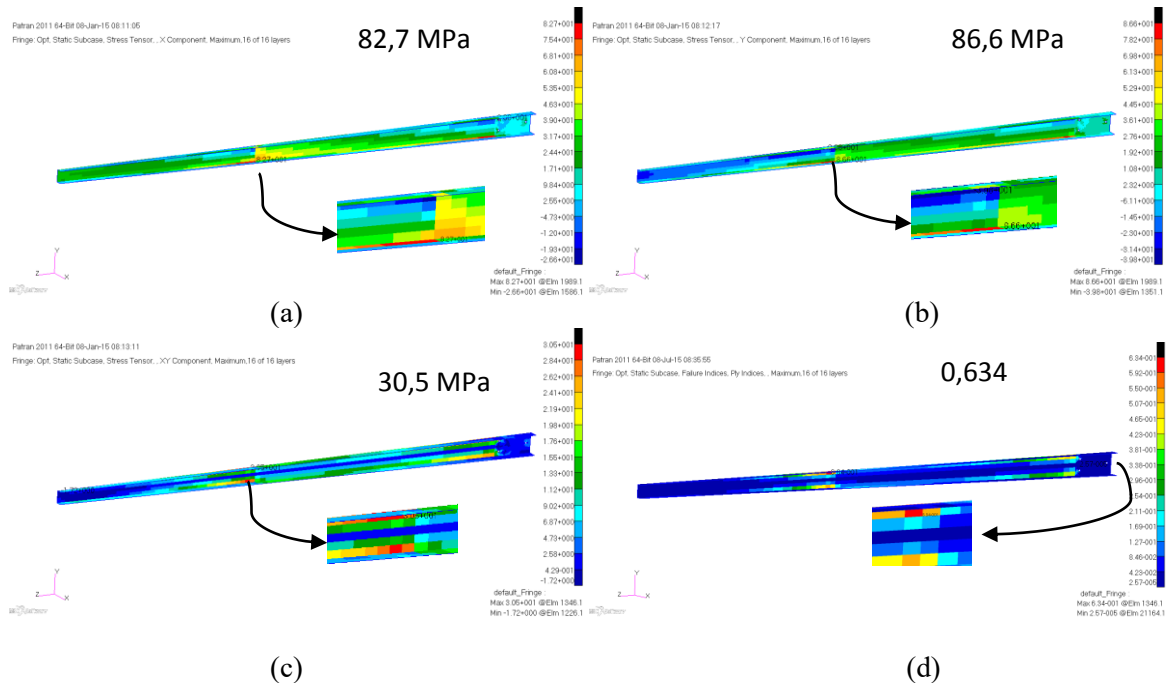 Patran 2011 64-Bit 08-Jan-15 08:11:05
Fringe: Opt, Static Subcase, Stress Tensor, , X Component, Maximum,16 of 16 layers
82,7 MPa
8.27+001
7.54+001
6.81+001
6.08+001
5.35+001
4.63+001
3.90+001
3.17+001
2.44+001
1.71+001
9.84+000
2.55+000
-4.73+000
-1.20+001
-1.93+001
-2.66+001
8.27+001
8.27+001
Y
Z
X
default_Fringe :
Max 8.27+001 @Elm 1989.1
Min -2.66+001 @Elm 1586.1
(a)
Patran 2011 64-Bit 08-Jan-15 08:12:17
Fringe: Opt, Static Subcase, Stress Tensor, , Y Component, Maximum,16 of 16 layers
86,6 MPa
8.66+001
7.82+001
6.98+001
6.13+001
5.29+001
4.45+001
3.61+001
2.76+001
1.92+001
1.08+001
2.32+000
-6.11+000
-1.45+001
-2.30+001
-3.14+001
-3.98+001
8.66+001
8.66+001
Y
Z
X
default_Fringe :
Max 8.66+001 @Elm 1989.1
Min -3.98+001 @Elm 1351.1
(b)
Patran 2011 64-Bit 08-Jan-15 08:13:11
Fringe: Opt, Static Subcase, Stress Tensor, , XY Component, Maximum,16 of 16 layers
30,5 MPa
3.05+001
2.84+001
2.62+001
2.41+001
2.19+001
1.98+001
1.76+001
1.55+001
1.33+001
1.12+001
9.02+000
6.87+000
4.73+000
2.58+000
4.29-001
-1.72+000
3.05+001
Y
Z
X
default_Fringe :
Max 3.05+001 @Elm 1346.1
Min -1.72+000 @Elm 1226.1
(c)
Patran 2011 64-Bit 08-Jul-15 08:35:55
Fringe: Opt, Static Subcase, Failure Indices, Ply Indices, , Maximum,16 of 16 layers
0,634
6.34-001
5.92-001
5.50-001
5.07-001
4.65-001
4.23-001
3.81-001
3.38-001
2.96-001
2.54-001
2.11-001
1.69-001
1.27-001
8.46-002
4.23-002
2.57-005
Y
Z
X
default_Fringe :
Max 6.34-001 @Elm 1346.1
Min 2.57-005 @Elm 21164.1
(d)